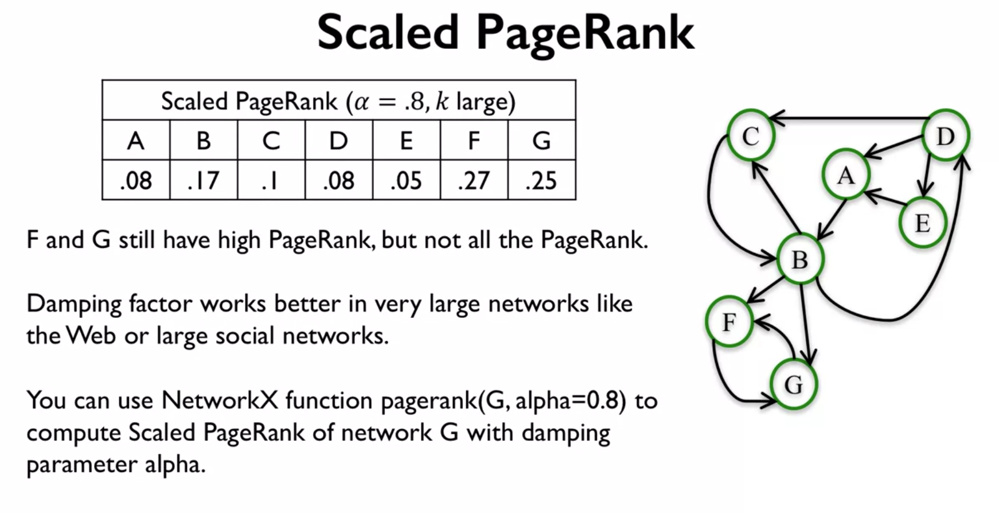 Scaled PageRank
Scaled PageRank (α = .8, k large)
A B C D E F G
.08 .17 .1 .08 .05 .27 .25
F and G still have high PageRank, but not all the PageRank.
Damping factor works better in very large networks like
the Web or large social networks.
You can use NetworkX function pagerank(G, alpha=0.8) to
compute Scaled PageRank of network G with damping
parameter alpha.
C
D
A
E
B
F
G